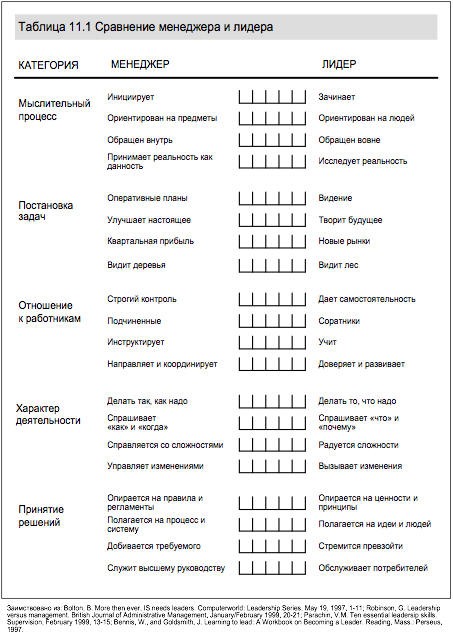 Таблица 11.1 Сравнение менеджера и лидера
КАТЕГОРИЯ МЕНЕДЖЕР ЛИДЕР
Мыслительный процесс
Инициирует Зачинает
Ориентирован на предметы Ориентирован на людей
Обращен внутрь Обращен вовне
Принимает реальность как данность Исследует реальность
Постановка задач
Оперативные планы Видение
Улучшает настоящее Творит будущее
Квартальная прибыль Новые рынки
Видит деревья Видит лес
Отношение к работникам
Строгий контроль Дает самостоятельность
Подчиненные Соратники
Инструктирует Учит
Направляет и координирует Доверяет и развивает
Характер деятельности
Делать так, как надо Делать то, что надо
Спрашивает «как» и «когда» Спрашивает «что» и «почему»
Справляется со сложностями Радуется сложности
Управляет изменениями Вызывает изменения
Принятие решений
Опирается на правила и регламенты Опирается на ценности и принципы
Полагается на процесс и систему Полагается на идеи и людей
Добивается требуемого Стремится превзойти
Служит высшему руководству Обслуживает потребителей
Заимствовано из: Bolton, B. More then ever, IS needs leaders. Computerworld: Leadership Series, May 19, 1997, 1-11; Robinson, G. Leadership
versus management. British Journal of Administrative Management, January/February 1999, 20-21; Parachin, V.M. Ten essential leadership skills.
Supervision, February 1999, 13-15; Bennis, W., and Goldsmith, J. Learning to lead: A Workbook on Becoming a Leader. Reading, Mass.: Perseus,
1997.